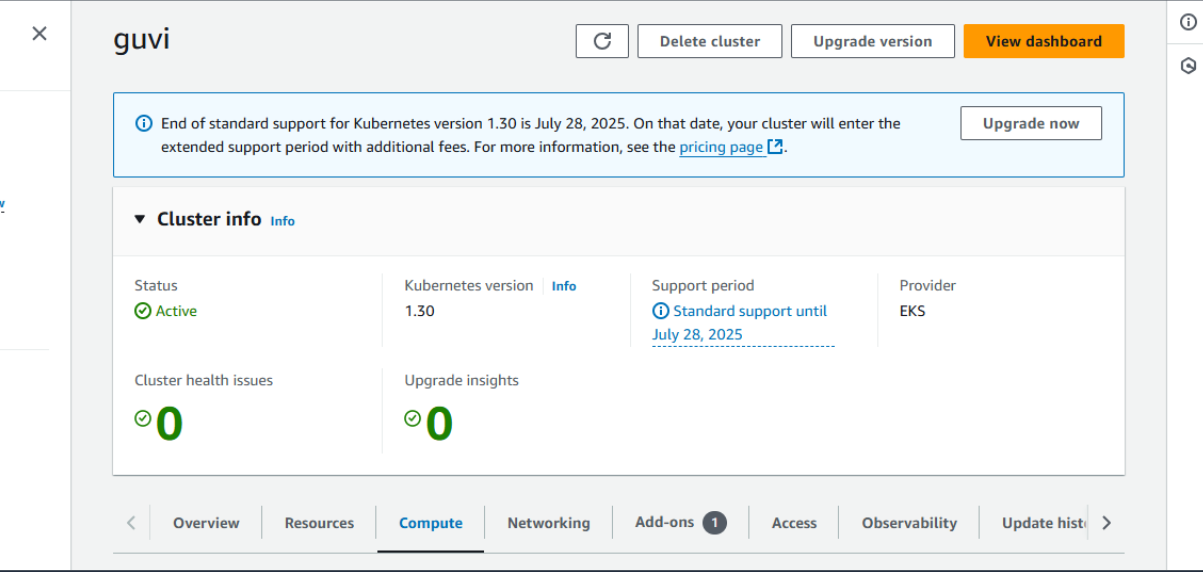 guvi
Delete cluster
Upgrade version
View dashboard
End of standard support for Kubernetes version 1.30 is July 28, 2025. On that date, your cluster will enter the
extended support period with additional fees. For more information, see the pricing page.
Upgrade now
Cluster info Info
Status
Active
Kubernetes version Info
1.30
Support period
Standard support until
July 28, 2025
Provider
EKS
Cluster health issues
0
Upgrade insights
0
Overview
Resources
Compute
Networking
Add-ons 1
Access
Observability
Update hist